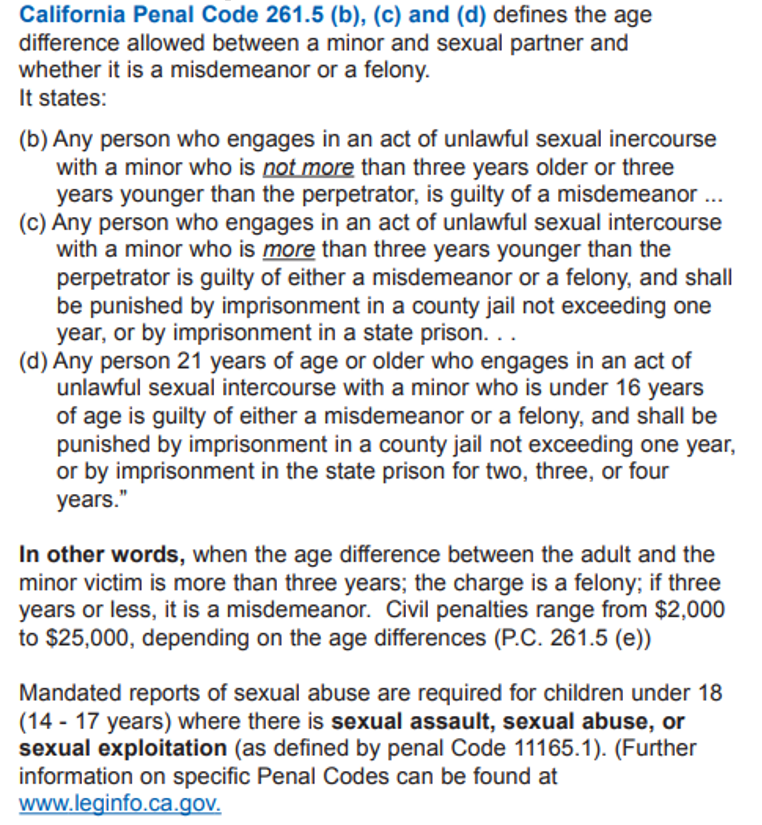 California Penal Code 261.5 (b), (c) and (d) defines the age
difference allowed between a minor and sexual partner and
whether it is a misdemeanor or a felony.
It states:
(b) Any person who engages in an act of unlawful sexual inercourse
with a minor who is not more than three years older or three
years younger than the perpetrator, is guilty of a misdemeanor ...
(c) Any person who engages in an act of unlawful sexual intercourse
with a minor who is more than three years younger than the
perpetrator is guilty of either a misdemeanor or a felony, and shall
be punished by imprisonment in a county jail not exceeding one
year, or by imprisonment in a state prison. . .
(d) Any person 21 years of age or older who engages in an act of
unlawful sexual intercourse with a minor who is under 16 years
of age is guilty of either a misdemeanor or a felony, and shall be
punished by imprisonment in a county jail not exceeding one year,
or by imprisonment in the state prison for two, three, or four
years."
In other words, when the age difference between the adult and the
minor victim is more than three years; the charge is a felony; if three
years or less, it is a misdemeanor. Civil penalties range from $2,000
to $25,000, depending on the age differences (P.C. 261.5 (e))
Mandated reports of sexual abuse are required for children under 18
(14 - 17 years) where there is sexual assault, sexual abuse, or
sexual exploitation (as defined by penal Code 11165.1). (Further
information on specific Penal Codes can be found at
www.leginfo.ca.gov.